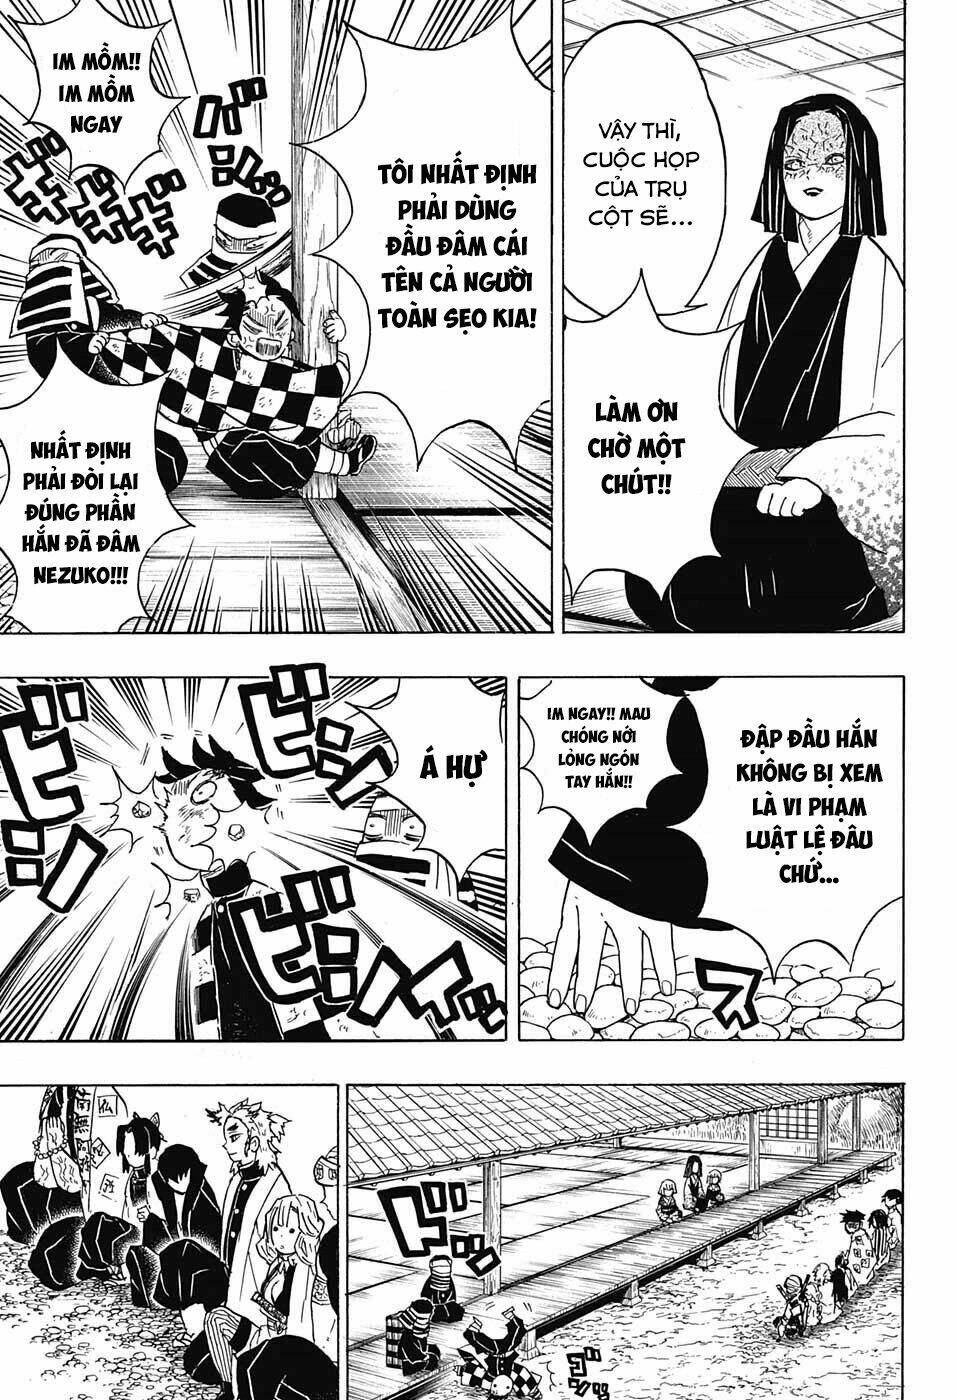 VẬY THÌ,
CUỘC HỌP
CỦA TRỤ
CỘT SẼ...
LÀM ƠN
CHỜ MỘT
CHÚT!!
TÔI NHẤT ĐỊNH
PHẢI DÙNG
ĐẦU ĐÂM CÁI
TÊN CẢ NGƯỜI
TOÀN SẸO KIA!
IM MỒM!!
IM MỒM
NGAY
NHẤT ĐỊNH
PHẢI ĐÒI LẠI
ĐÚNG PHẦN
HẮN ĐÃ ĐÂM
NEZUKO!!!
ĐẬP ĐẦU HẮN
KHÔNG BỊ XEM
LÀ VI PHẠM
LUẬT LỆ ĐÂU
CHỨ...
IM NGAY!! MAU
CHÓNG NỚI
LỎNG NGÓN
TAY HẮN!!
Á HỰ